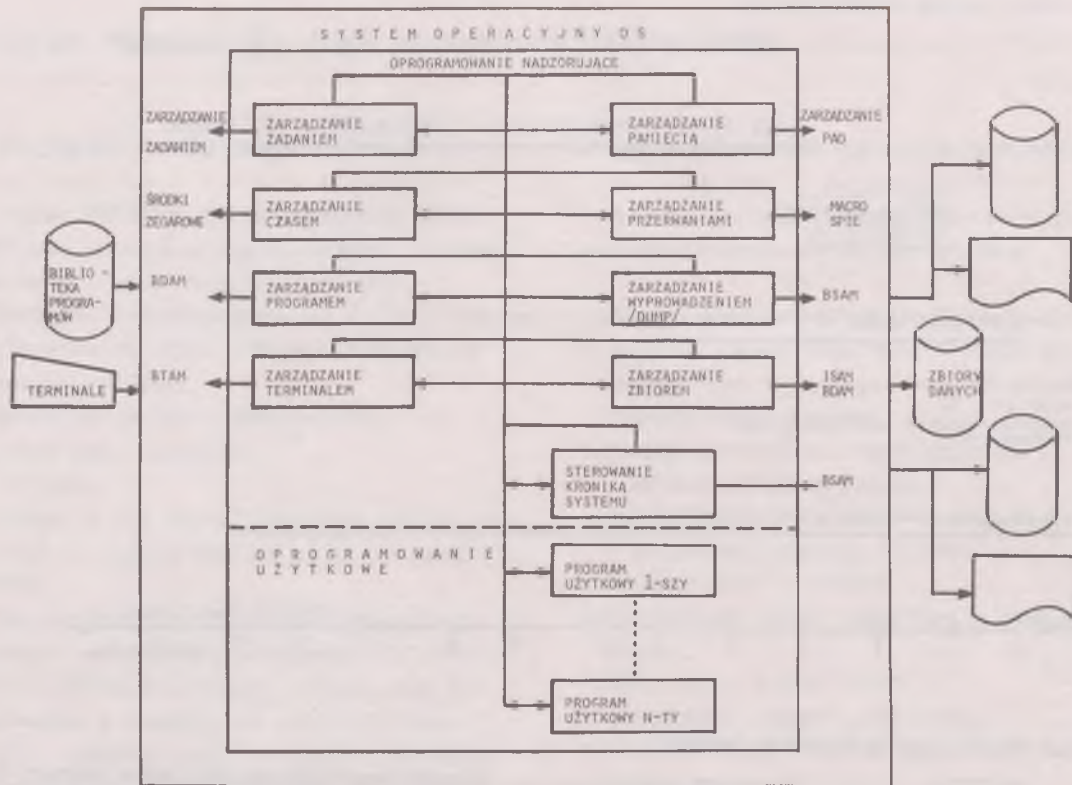 SYSTEM OPERACYJNY OS
OPROGRAMOWANIE NADZORUJĄCE
ZARZĄDZANIE
ZADANIEM
ZARZĄDZANIE
ZADANIEM
ZARZĄDZANIE
PAMIĘCIĄ
ZARZĄDZANIE
PAO
ŚRODKI
ZEGAROWE
ZARZĄDZANIE
CZASEM
ZARZĄDZANIE
PRZERWANIAMI
MACRO
SPIE
BIBLIO -
TEKA
PROGRA-
MÓW
BDAM
ZARZĄDZANIE
PROGRAMEM
ZARZĄDZANIE
WYPROWADZENIEM
/DUMP/
BSAM
TERMINALE
BTAM
ZARZĄDZANIE
TERMINALEM
ZARZĄDZANIE
ZBIOREM
ISAM
BDAM
ZBIORY
DANYCH
STEROWANIE
KRONIKA
SYSTEMU
BSAM
OPROGRAMOWANIE
UŻYTKOWE
PROGRAM
UŻYTKOWY 1-SZY
PROGRAM
UŻYTKOWY N-TY